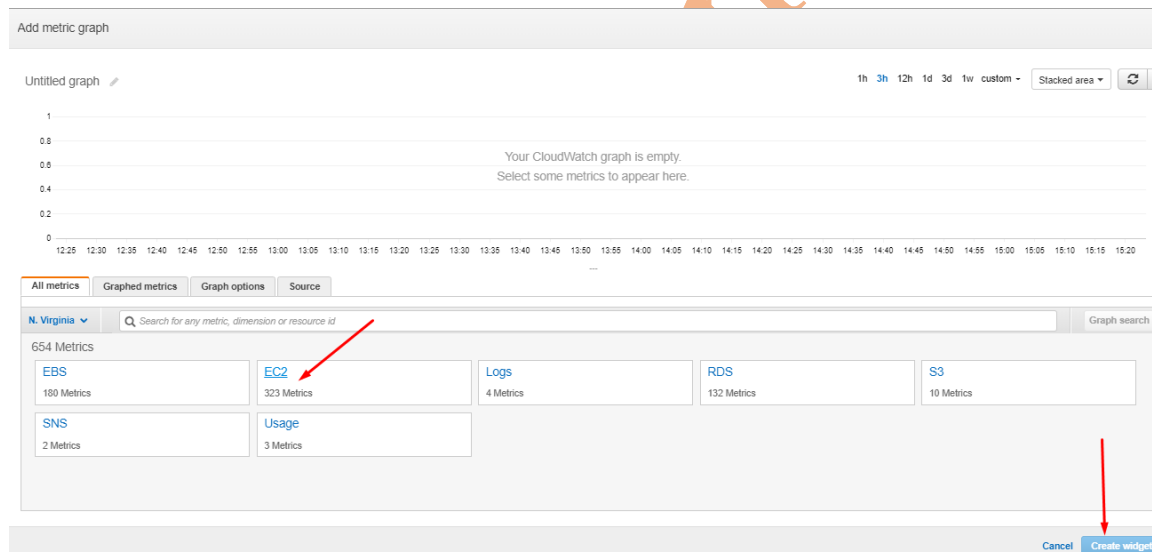 Add metric graph
Untitled graph
1h 3h 12h 1d 3d 1w custom Stacked area
1
0.8
0.6
0.4
0.2
0
Your CloudWatch graph is empty.
Select some metrics to appear here.
12:25 12:30 12:35 12:40 12:45 12:50 12:55 13:00 13:05 13:10 13:15 13:20 13:25 13:30 13:35 13:40 13:45 13:50 13:55 14:00 14:05 14:10 14:15 14:20 14:25 14:30 14:35 14:40 14:45 14:50 14:55 15:00 15:05 15:10 15:15 15:20
All metrics Graphed metrics Graph options Source
N. Virginia Search for any metric, dimension or resource id Graph search
654 Metrics
EBS EC2 Logs RDS S3
180 Metrics 323 Metrics 4 Metrics 132 Metrics 10 Metrics
SNS Usage
2 Metrics 3 Metrics
Cancel Create widget